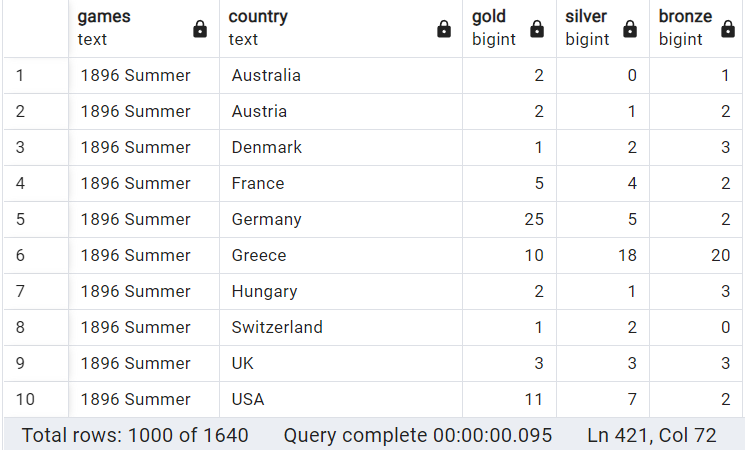 games country gold silver bronze
text text bigint bigint bigint
1 1896 Summer Australia 2 0 1
2 1896 Summer Austria 2 1 2
3 1896 Summer Denmark 1 2 3
4 1896 Summer France 5 4 2
5 1896 Summer Germany 25 5 2
6 1896 Summer Greece 10 18 20
7 1896 Summer Hungary 2 1 3
8 1896 Summer Switzerland 1 2 0
9 1896 Summer UK 3 3 3
10 1896 Summer USA 11 7 2
Total rows: 1000 of 1640 Query complete 00:00:00.095 Ln 421, Col 72